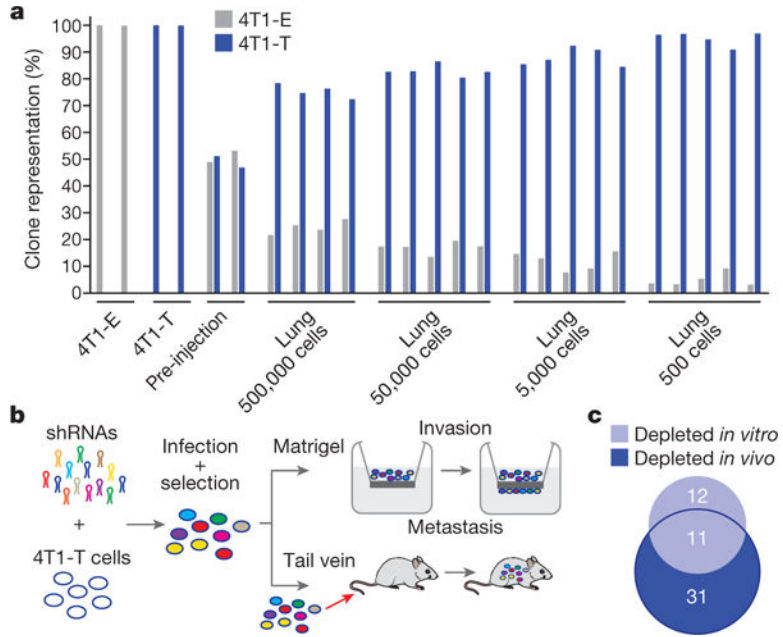 a
4T1-E
4T1-T
Clone representation (%)
100
90
80
70
60
50
40
30
20
10
0
4T1-E
4T1-T
Pre-injection
Lung
500,000 cells
Lung
50,000 cells
Lung
5,000 cells
Lung
500 cells
b
shRNAs
+
4T1-T cells
Infection
+
selection
Matrigel
Invasion
Metastasis
Tail vein
c
Depleted in vitro
Depleted in vivo
12
11
31